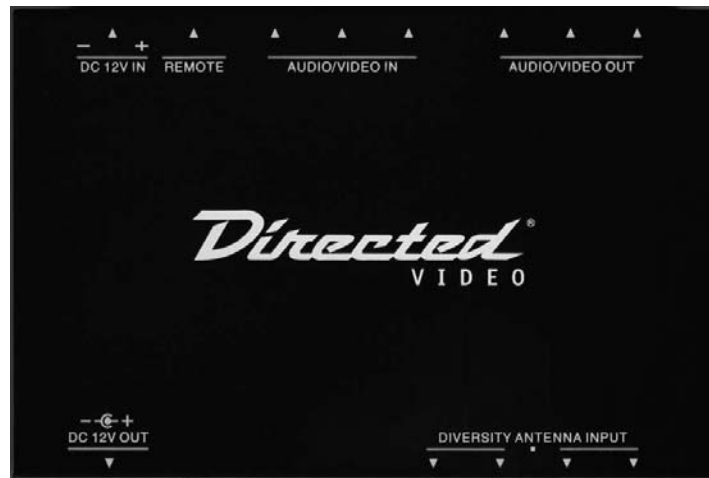 DC 12V IN REMOTE AUDIO/VIDEO IN AUDIO/VIDEO OUT
Directed®
VIDEO
DC 12V OUT DIVERSITY ANTENNA INPUT